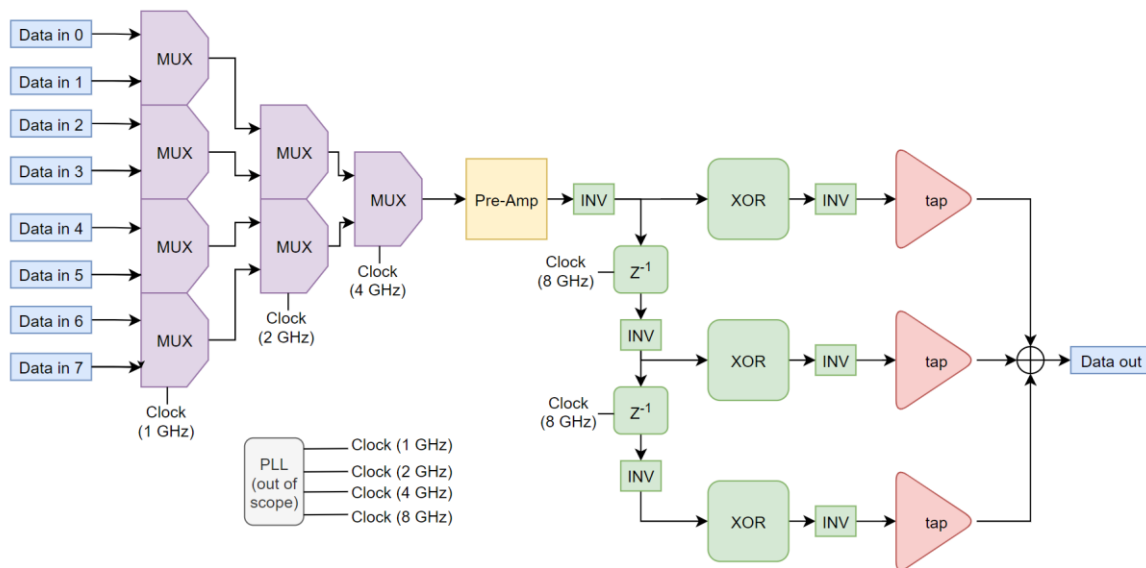 Data in 0
Data in 1
Data in 2
Data in 3
Data in 4
Data in 5
Data in 6
Data in 7
MUX
MUX
MUX
MUX
Clock
(1 GHz)
MUX
MUX
Clock
(2 GHz)
MUX
Clock
(4 GHz)
PLL
(out of
scope)
Clock (1 GHz)
Clock (2 GHz)
Clock (4 GHz)
Clock (8 GHz)
Pre-Amp
INV
XOR
INV
tap
Clock
(8 GHz)
Z⁻¹
INV
XOR
INV
tap
Data out
Clock
(8 GHz)
Z⁻¹
INV
XOR
INV
tap